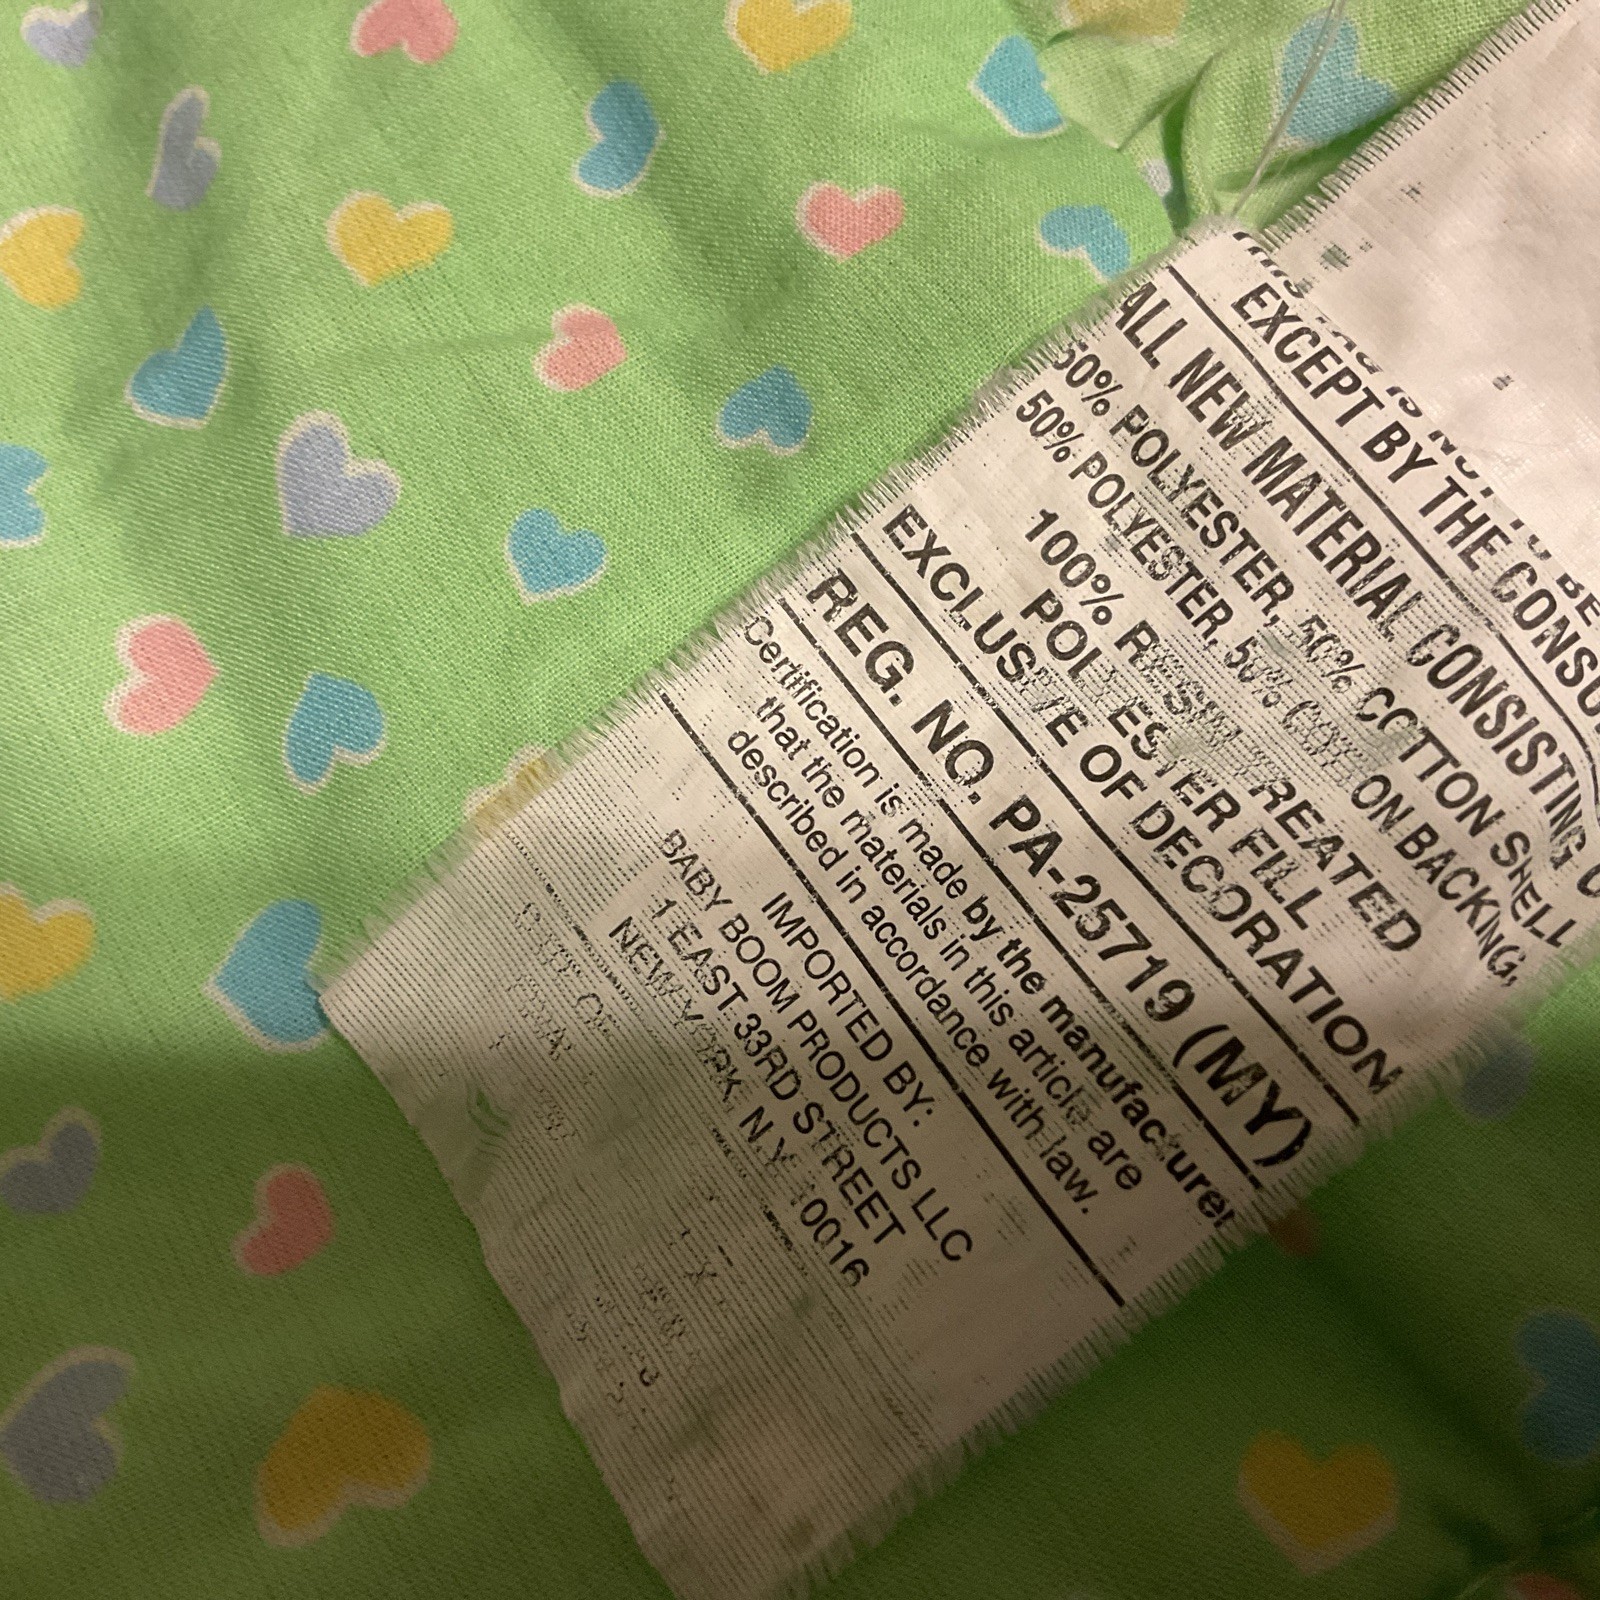 EXCEPT BY THE CONSU
ALL NEW MATERIAL CONSISTING O
50% POLYESTER, 50% COTTON SHELL
50% POLYESTER, 50% ON BACKING,
100% TREATED
POLYESTER FILL
EXCLUSIVE OF DECORATION
REG. NO. PA-25719 (MY)
Certification is made by the manufacturer
that the materials in this article are
described in accordance with law.
IMPORTED BY:
BABY BOOM PRODUCTS LLC
1 EAST 33RD STREET
NEW YORK, N.Y. 10016